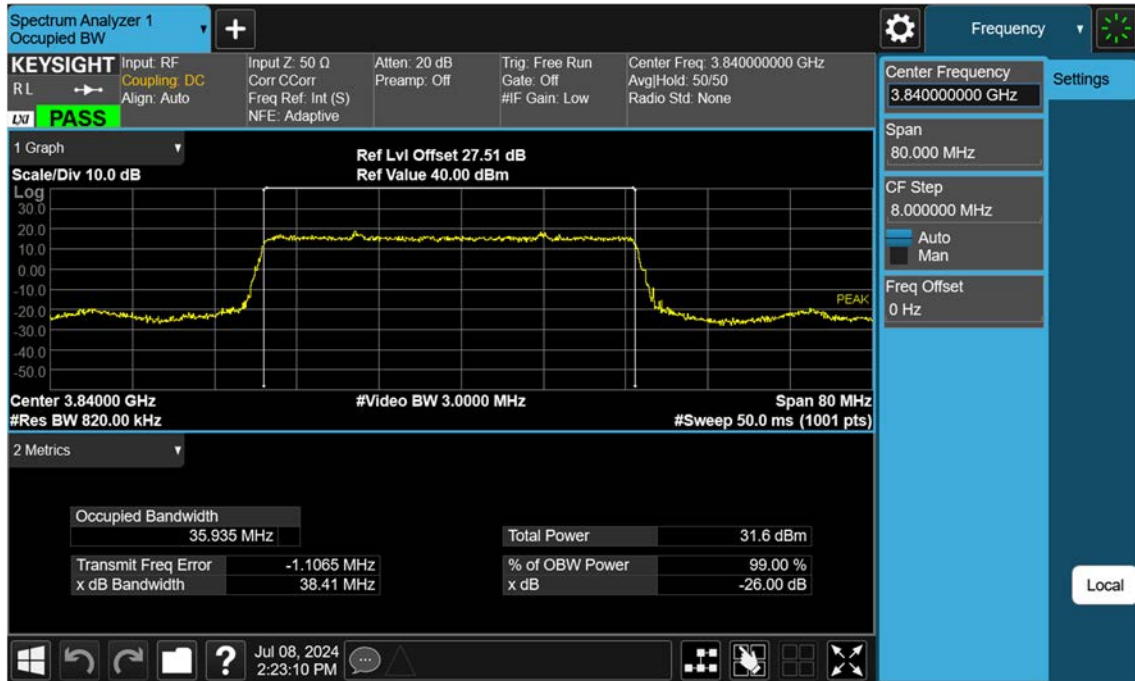 Spectrum Analyzer 1
Occupied BW
+
Frequency
KEYSIGHT
RL
LXI
PASS
Input: RF
Coupling: DC
Align: Auto
Input Z: 50 Ω
Corr CCorr
Freq Ref: Int (S)
NFE: Adaptive
Atten: 20 dB
Preamp: Off
Trig: Free Run
Gate: Off
#IF Gain: Low
Center Freq: 3.840000000 GHz
Avg|Hold: 50/50
Radio Std: None
1 Graph
Scale/Div 10.0 dB
Ref Lvl Offset 27.51 dB
Ref Value 40.00 dBm
Log
30.0
20.0
10.0
0.00
-10.0
-20.0
-30.0
-40.0
-50.0
PEAK
Center 3.84000 GHz
#Video BW 3.0000 MHz
Span 80 MHz
#Res BW 820.00 kHz
#Sweep 50.0 ms (1001 pts)
2 Metrics
Occupied Bandwidth
35.935 MHz
Total Power 31.6 dBm
Transmit Freq Error -1.1065 MHz
% of OBW Power 99.00 %
x dB Bandwidth 38.41 MHz
x dB -26.00 dB
Center Frequency
3.840000000 GHz
Settings
Span
80.000 MHz
CF Step
8.000000 MHz
Auto
Man
Freq Offset
0 Hz
Local
?
Jul 08, 2024
2:23:10 PM